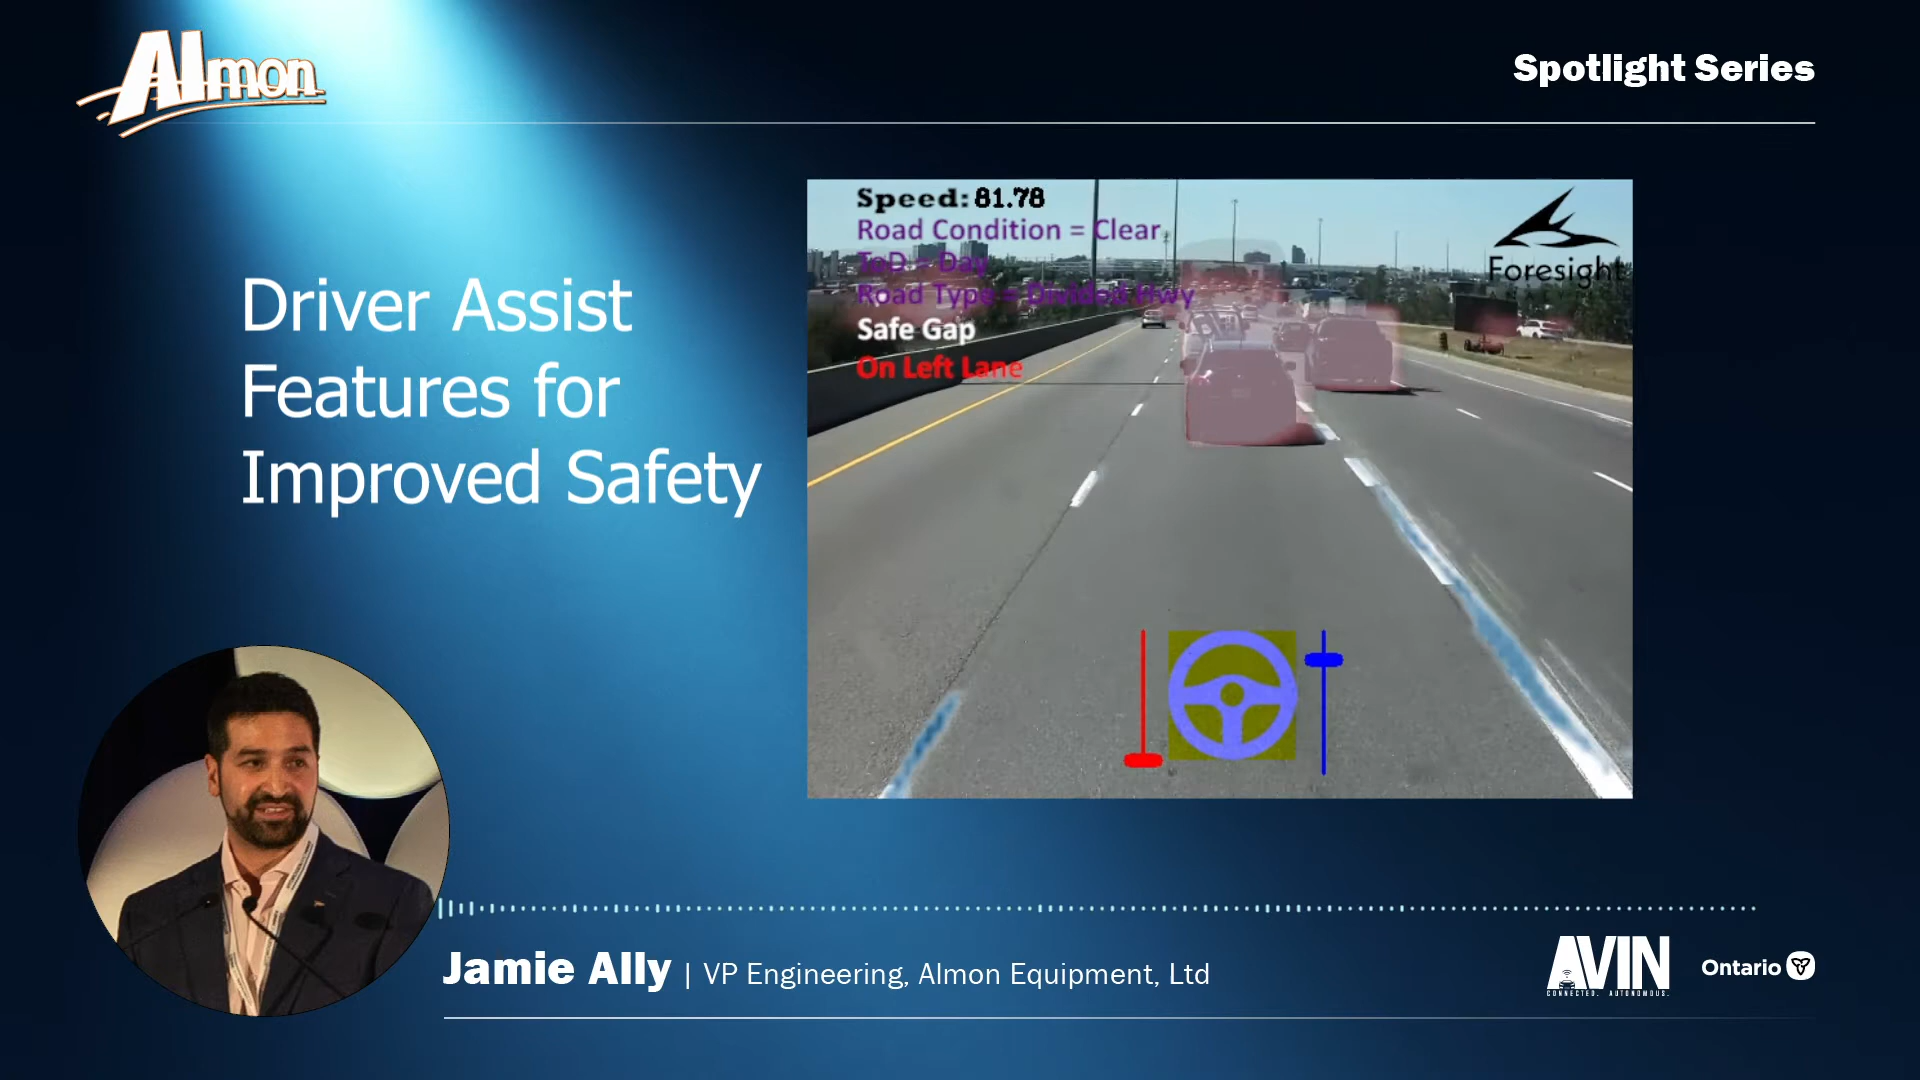 Almon
Spotlight Series
Driver Assist
Features for
Improved Safety
Speed: 81.78
Road Condition = Clear
ToD = Day
Road Type = Divided Hwy
Safe Gap
On Left Lane
Foresight
Jamie Ally | VP Engineering, Almon Equipment, Ltd
AVIN
CONNECTED. AUTONOMOUS.
Ontario